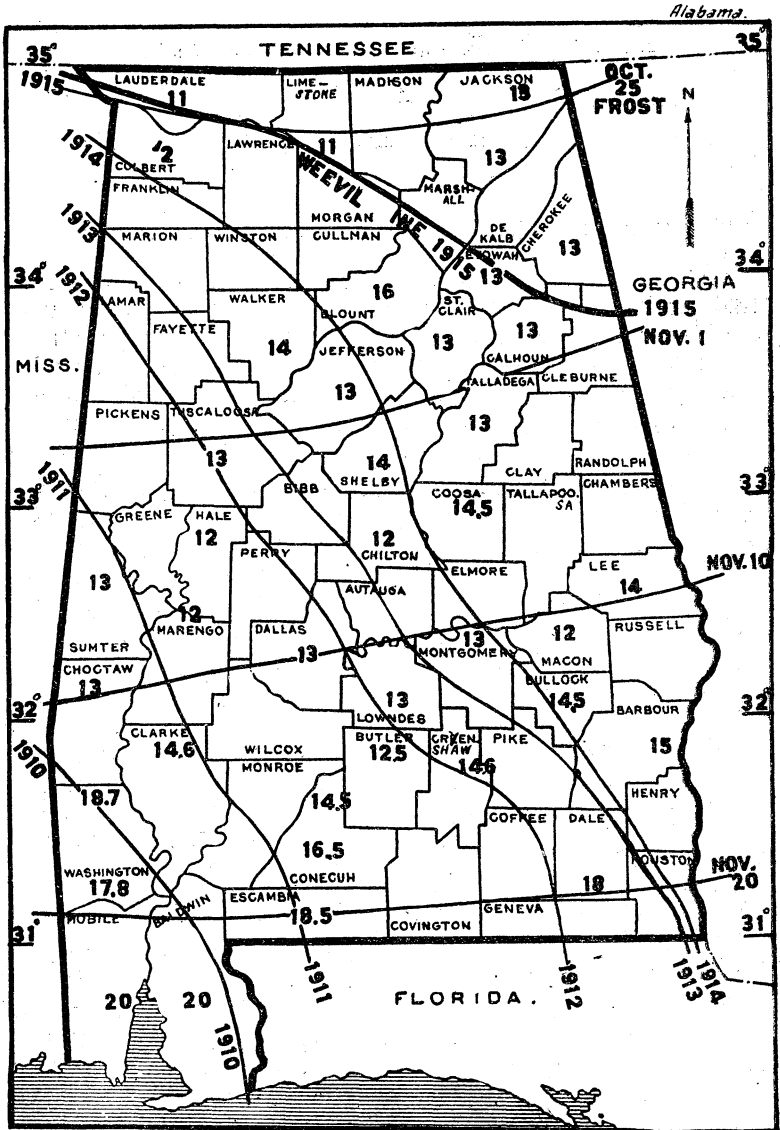 Alabama.
35°
TENNESSEE
35°
1915
LAUDERDALE
11
LIME-
STONE
MADISON
JACKSON
13
OCT.
25
FROST
N
1914
12
COLBERT
LAWRENCE
11
13
FRANKLIN
WEEVIL LINE 1915
MARSH-
ALL
MORGAN
1913
MARION
WINSTON
CULLMAN
DE
KALB
CHEROKEE
ETOWAH
13
13
34°
34°
1912
LAMAR
WALKER
16
BLOUNT
ST.
CLAIR
GEORGIA
1915
FAYETTE
14
JEFFERSON
13
13
CALHOUN
NOV. 1
MISS.
13
TALLADEGA
CLEBURNE
PICKENS
TUSCALOOSA
13
13
14
SHELBY
CLAY
RANDOLPH
1911
33°
BIBB
COOSA
14.5
TALLAPOO.
SA
CHAMBERS
33°
GREENE
HALE
12
12
CHILTON
PERRY
ELMORE
LEE
14
NOV. 10
13
AUTAUGA
12
MARENGO
DALLAS
13
13
MONTGOMERY
12
MACON
RUSSELL
SUMTER
CHOCTAW
13
BULLOCK
14.5
32°
13
LOWNDES
BARBOUR
32°
CLARKE
14.6
WILCOX
BUTLER
12.5
CREN
SHAW
14.6
PIKE
15
1910
MONROE
18.7
14.5
HENRY
COFFEE
DALE
16.5
HOUSTON
NOV.
20
WASHINGTON
17.8
CONECUH
18
ESCAMBIA
18.5
GENEVA
MOBILE
BALDWIN
COVINGTON
31°
31°
1911
1912
1913
1914
20
20
1910
FLORIDA.